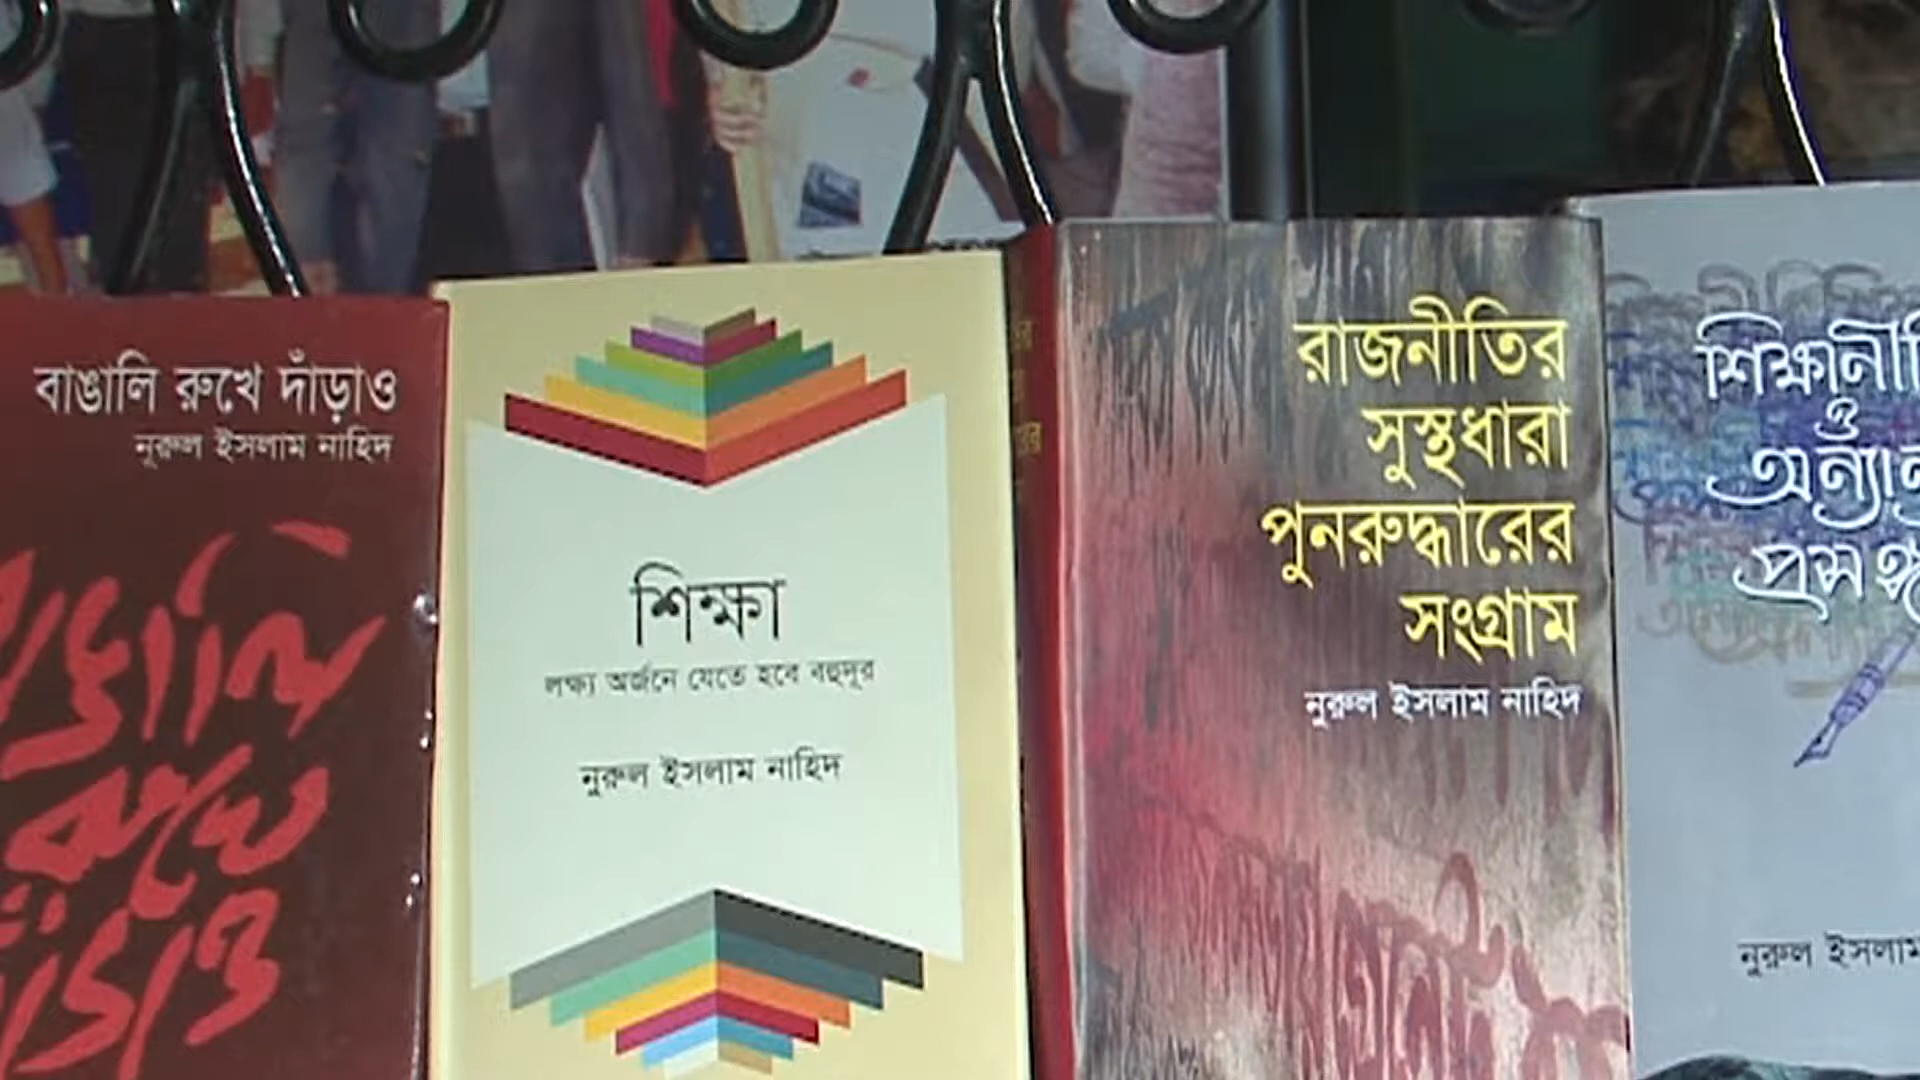 বাঙালি রুখে দাঁড়াও
নুরুল ইসলাম নাহিদ
শিক্ষা
লক্ষ্য অর্জনে যেতে হবে বহুদূর
নুরুল ইসলাম নাহিদ
রাজনীতির
সুস্থধারা
পুনরুদ্ধারের
সংগ্রাম
নুরুল ইসলাম নাহিদ
ও
নুরুল ইসলাম